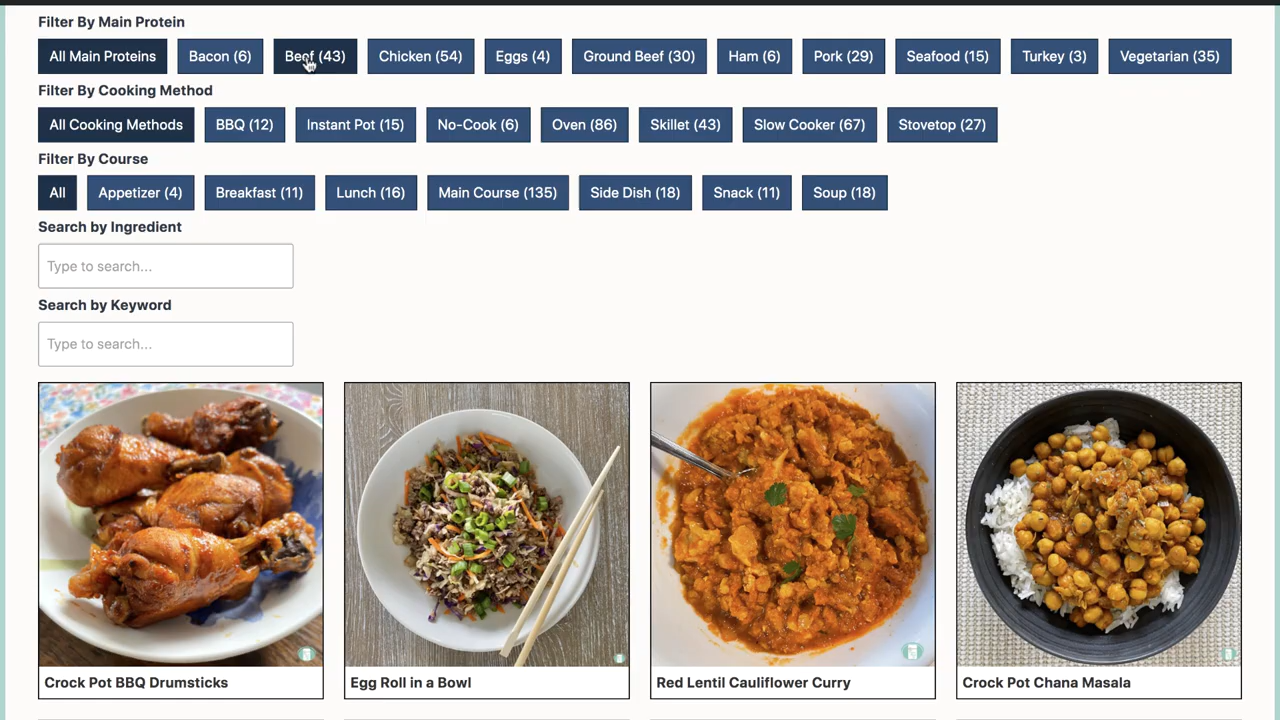 Filter By Main Protein
All Main Proteins Bacon (6) Beef (43) Chicken (54) Eggs (4) Ground Beef (30) Ham (6) Pork (29) Seafood (15) Turkey (3) Vegetarian (35)
Filter By Cooking Method
All Cooking Methods BBQ (12) Instant Pot (15) No-Cook (6) Oven (86) Skillet (43) Slow Cooker (67) Stovetop (27)
Filter By Course
All Appetizer (4) Breakfast (11) Lunch (16) Main Course (135) Side Dish (18) Snack (11) Soup (18)
Search by Ingredient
Type to search...
Search by Keyword
Type to search...
Crock Pot BBQ Drumsticks Egg Roll in a Bowl Red Lentil Cauliflower Curry Crock Pot Chana Masala